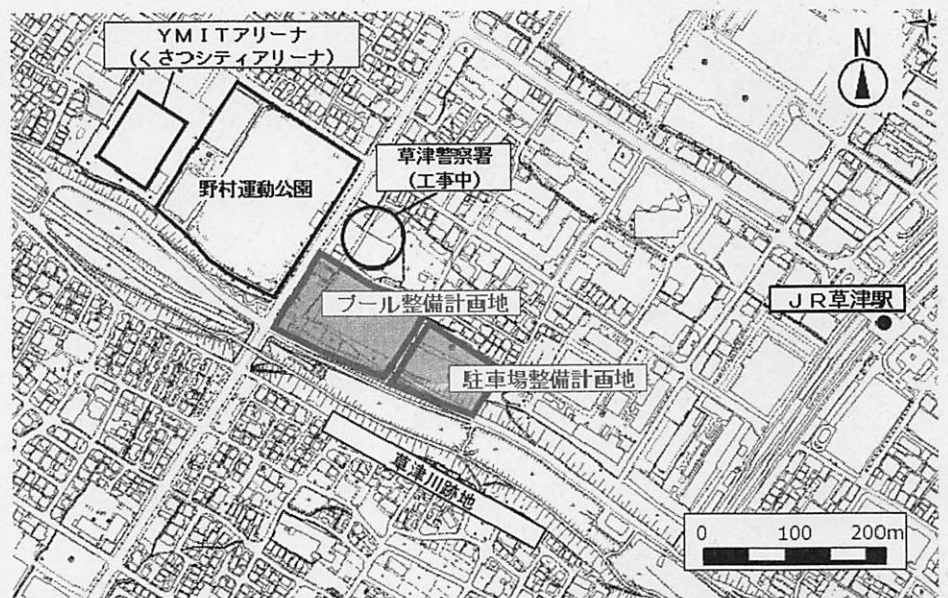 YMITアリーナ
(くさつシティアリーナ)
N
草津警察署
(工事中)
野村運動公園
プール整備計画地
JR草津駅
駐車場整備計画地
草津川跡地
0 100 200m